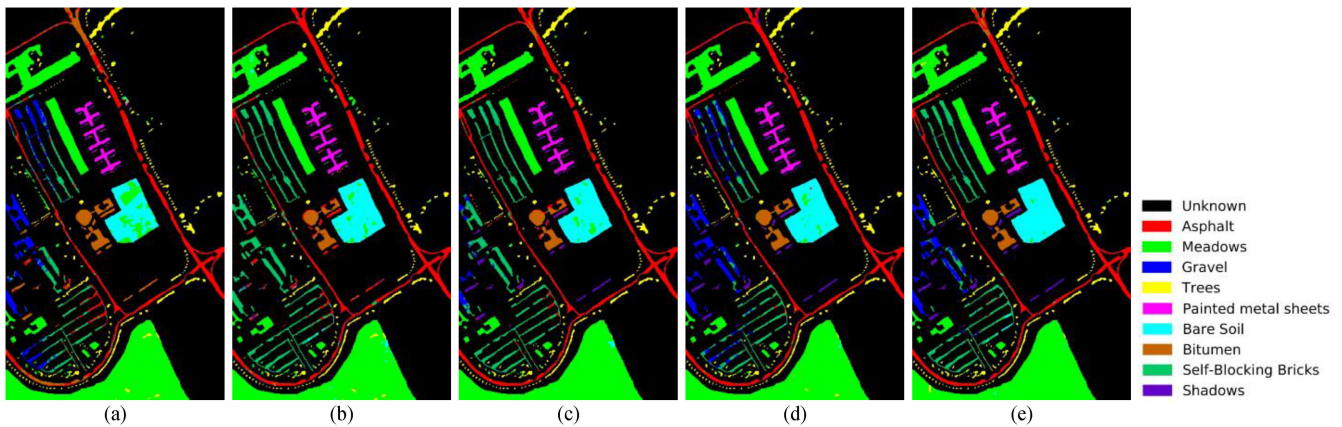 Unknown
Asphalt
Meadows
Gravel
Trees
Painted metal sheets
Bare Soil
Bitumen
Self-Blocking Bricks
Shadows
(a) (b) (c) (d) (e)